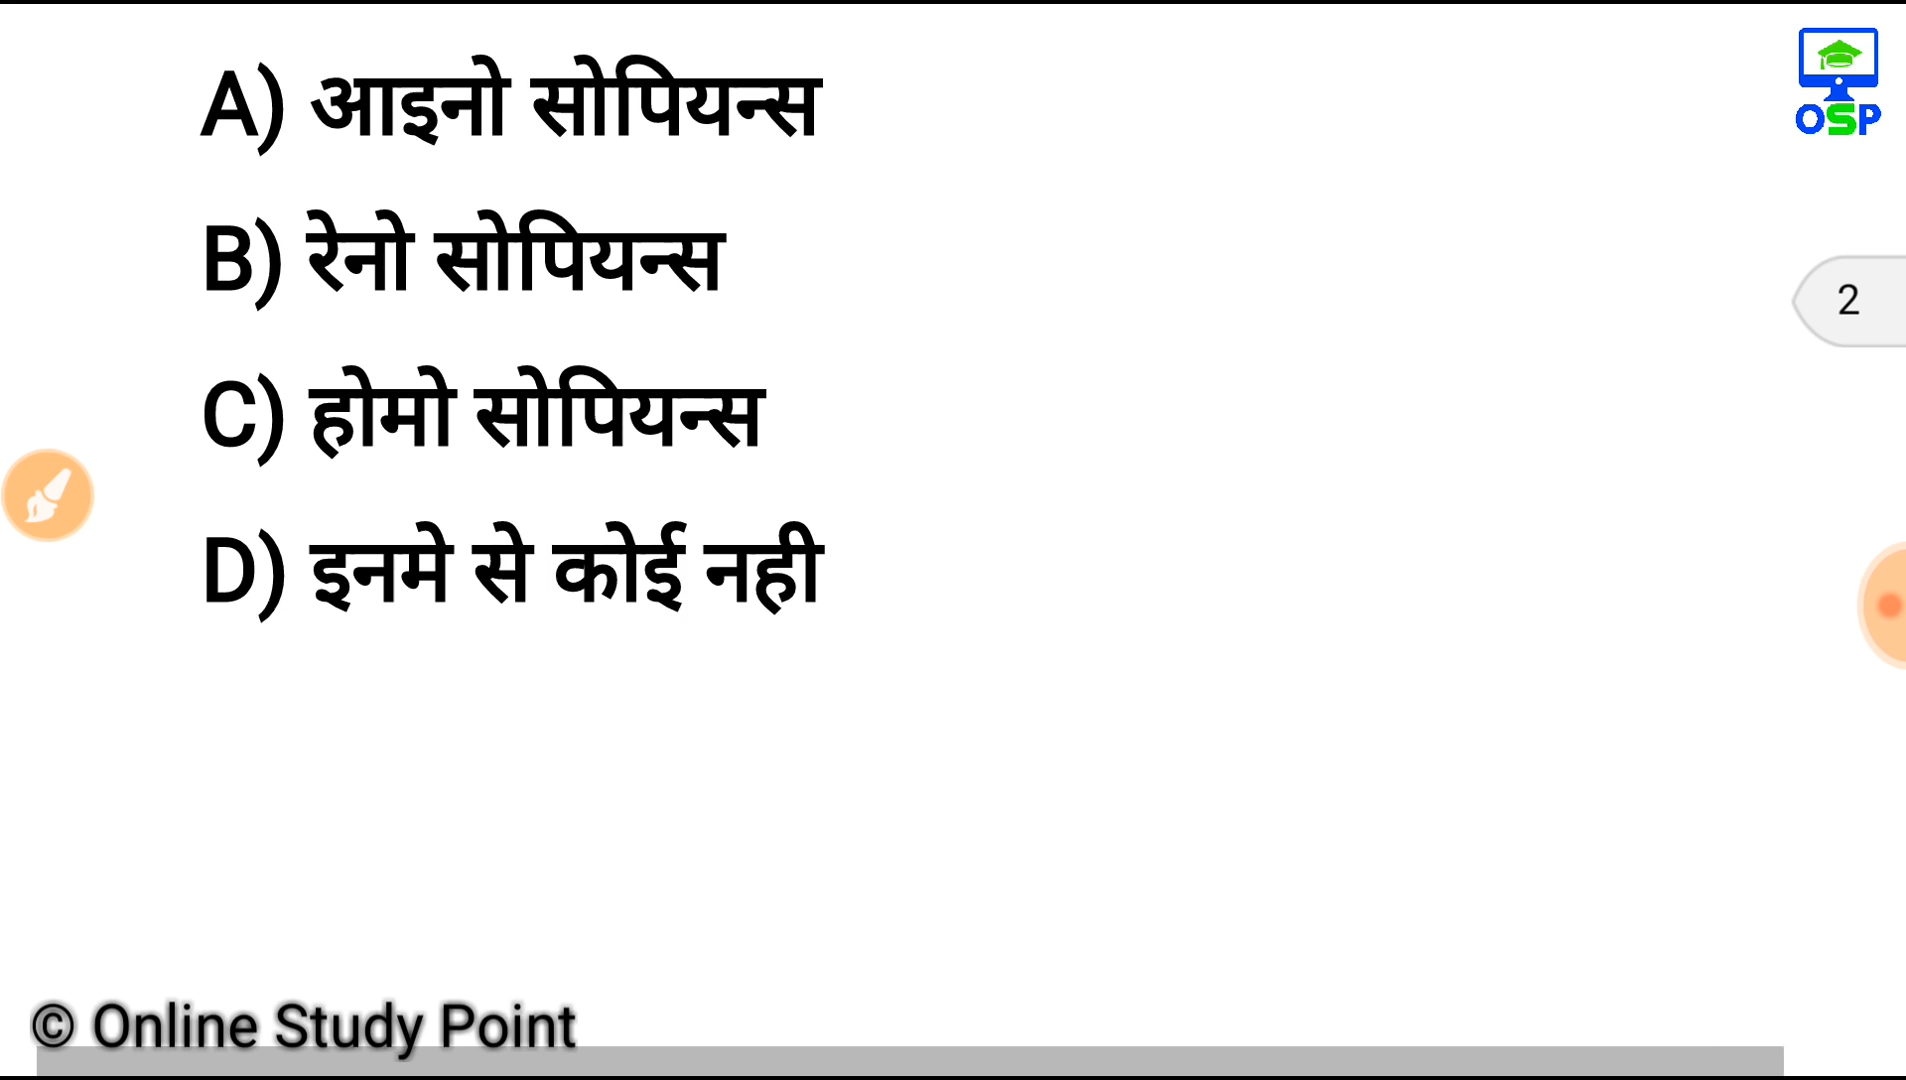 A) आइनो सोपियन्स
OSP
B) रेनो सोपियन्स
2
C) होमो सोपियन्स
D) इनमे से कोई नही
© Online Study Point